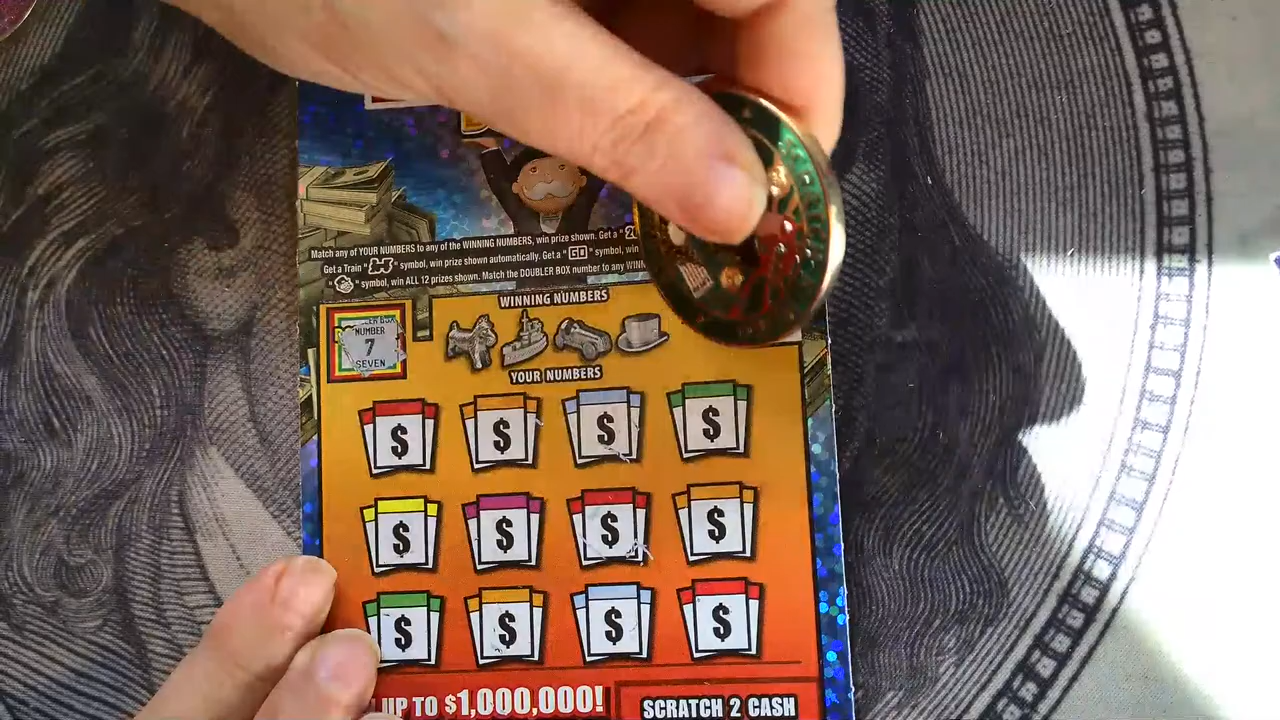 Match any of YOUR NUMBERS to any of the WINNING NUMBERS, win prize shown. Get a "
Get a Train " " symbol, win prize shown automatically. Get a " GO " symbol, win
" " symbol, win ALL 12 prizes shown. Match the DOUBLER BOX number to any
WINNING NUMBERS
NUMBER
7
SEVEN
YOUR NUMBERS
$ $ $ $
$ $ $ $
$ $ $ $
UP TO $1,000,000!
SCRATCH 2 CASH